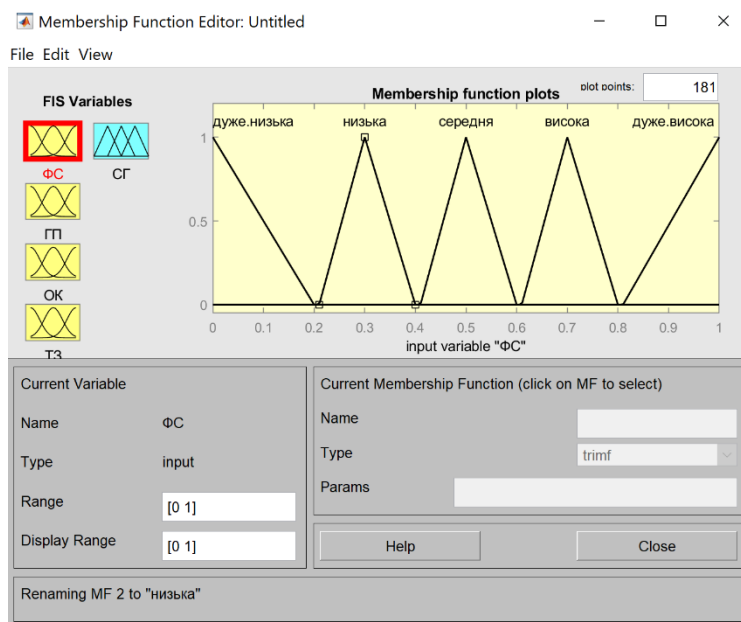 Membership Function Editor: Untitled
File Edit View
FIS Variables
ФС
СГ
ГП
ОК
ТЗ
Membership function plots
plot points:
181
дуже.низька
низька
середня
висока
дуже.висока
1
0.5
0
0 0.1 0.2 0.3 0.4 0.5 0.6 0.7 0.8 0.9 1
input variable "ФС"
Current Variable
Name ФС
Type input
Range [0 1]
Display Range [0 1]
Current Membership Function (click on MF to select)
Name
Type trimf
Params
Help Close
Renaming MF 2 to "низька"